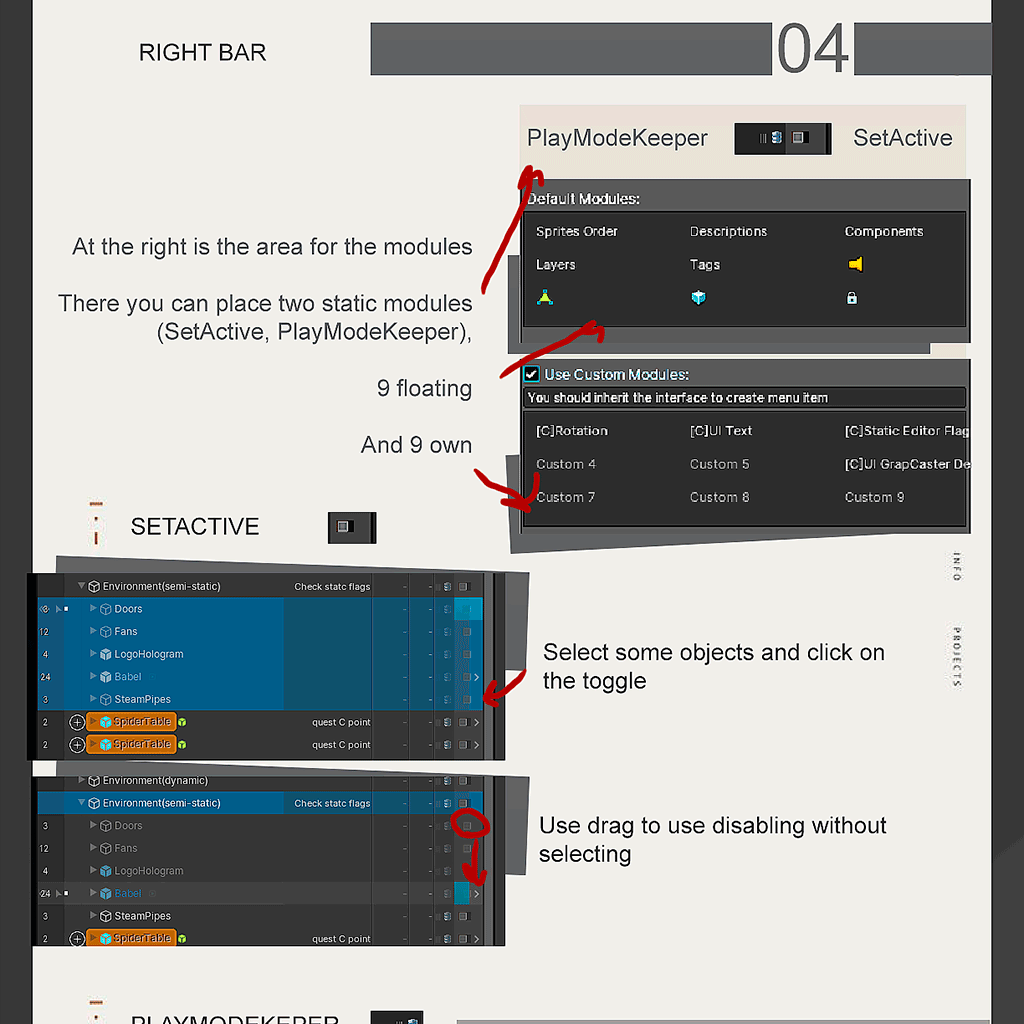 RIGHT BAR
04
PlayModeKeeper
SetActive
Default Modules:
Sprites Order
Descriptions
Components
Layers
Tags
At the right is the area for the modules
There you can place two static modules
(SetActive, PlayModeKeeper),
9 floating
And 9 own
Use Custom Modules:
You should inherit the interface to create menu item
[C]Rotation
[C]UI Text
[C]Static Editor Flag
Custom 4
Custom 5
[C]UI GrapCaster De
Custom 7
Custom 8
Custom 9
SETACTIVE
INFO
PROJECTS
Environment(semi-static) Check statc flags
Doors
12 Fans
4 LogoHologram
24 Babel
3 SteamPipes
2 SpiderTable quest C point
2 SpiderTable quest C point
Select some objects and click on
the toggle
Environment(dynamic)
Environment(semi-static) Check statc flags
3 Doors
12 Fans
4 LogoHologram
24 Babel
3 SteamPipes
2 SpiderTable quest C point
Use drag to use disabling without
selecting
PLAYMODEKEPER